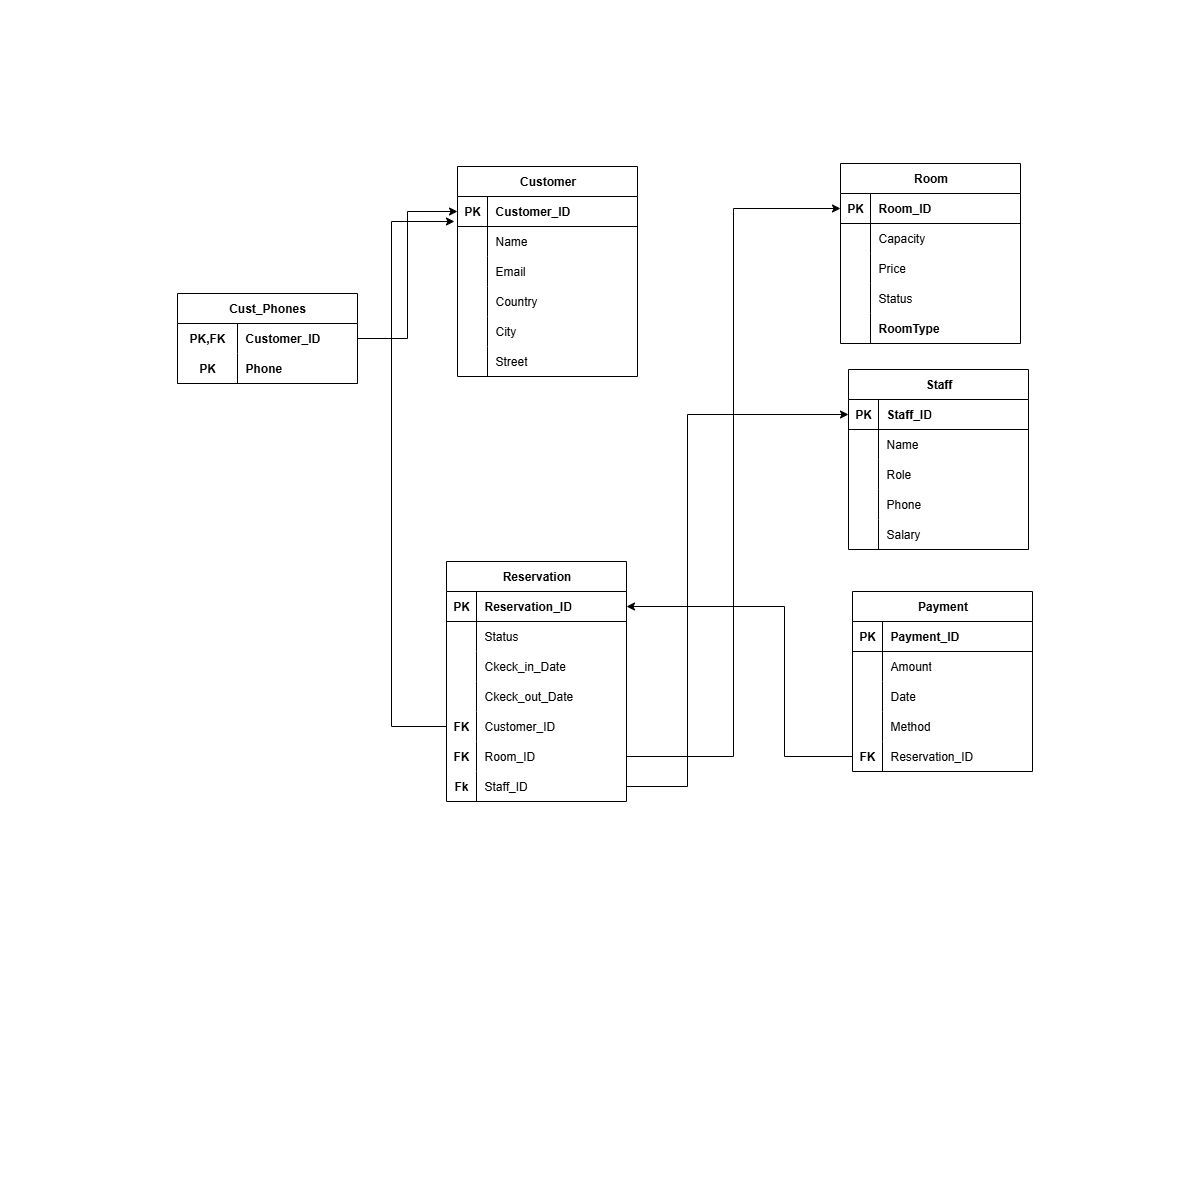 Customer
PK Customer_ID
Name
Email
Country
City
Street
Room
PK Room_ID
Capacity
Price
Status
RoomType
Cust_Phones
PK,FK Customer_ID
PK Phone
Staff
PK Staff_ID
Name
Role
Phone
Salary
Reservation
PK Reservation_ID
Status
Ckeck_in_Date
Ckeck_out_Date
FK Customer_ID
FK Room_ID
Fk Staff_ID
Payment
PK Payment_ID
Amount
Date
Method
FK Reservation_ID